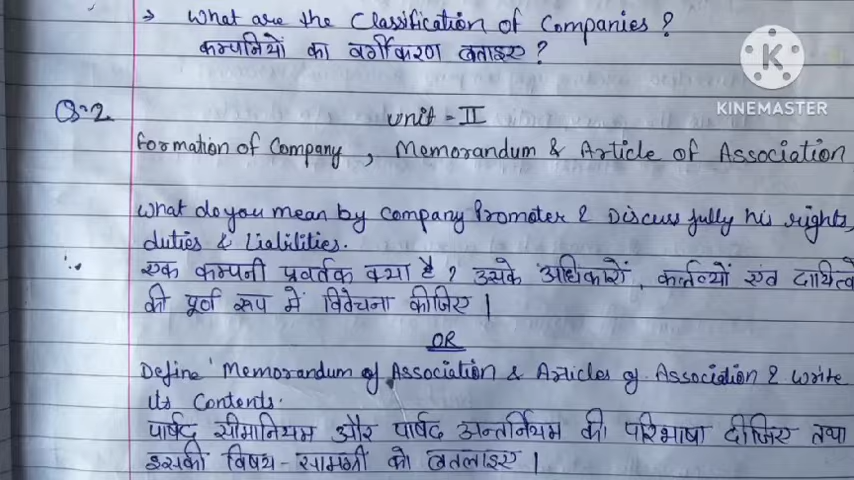 → What are the Classification of Companies ?
कम्पनियों का वर्गीकरण बताइए ?
KINEMASTER
Q-2
Unit - II
Formation of Company, Memorandum & Article of Association
What do you mean by Company Promoter & Discuss fully his rights,
duties & Liabilities.
एक कम्पनी प्रवर्तक क्या है ? उसके अधिकारों, कर्तव्यों एंव दायित्वो
की पूर्व रूप में विवेचना कीजिए |
OR
Define Memorandum of Association & Articles of Association & write
its Contents.
पार्षद सीमानियम और पार्षद अन्तर्नियम की परिभाषा दीजिए तथा
इसकी विषय-सामग्री को बतलाइए |